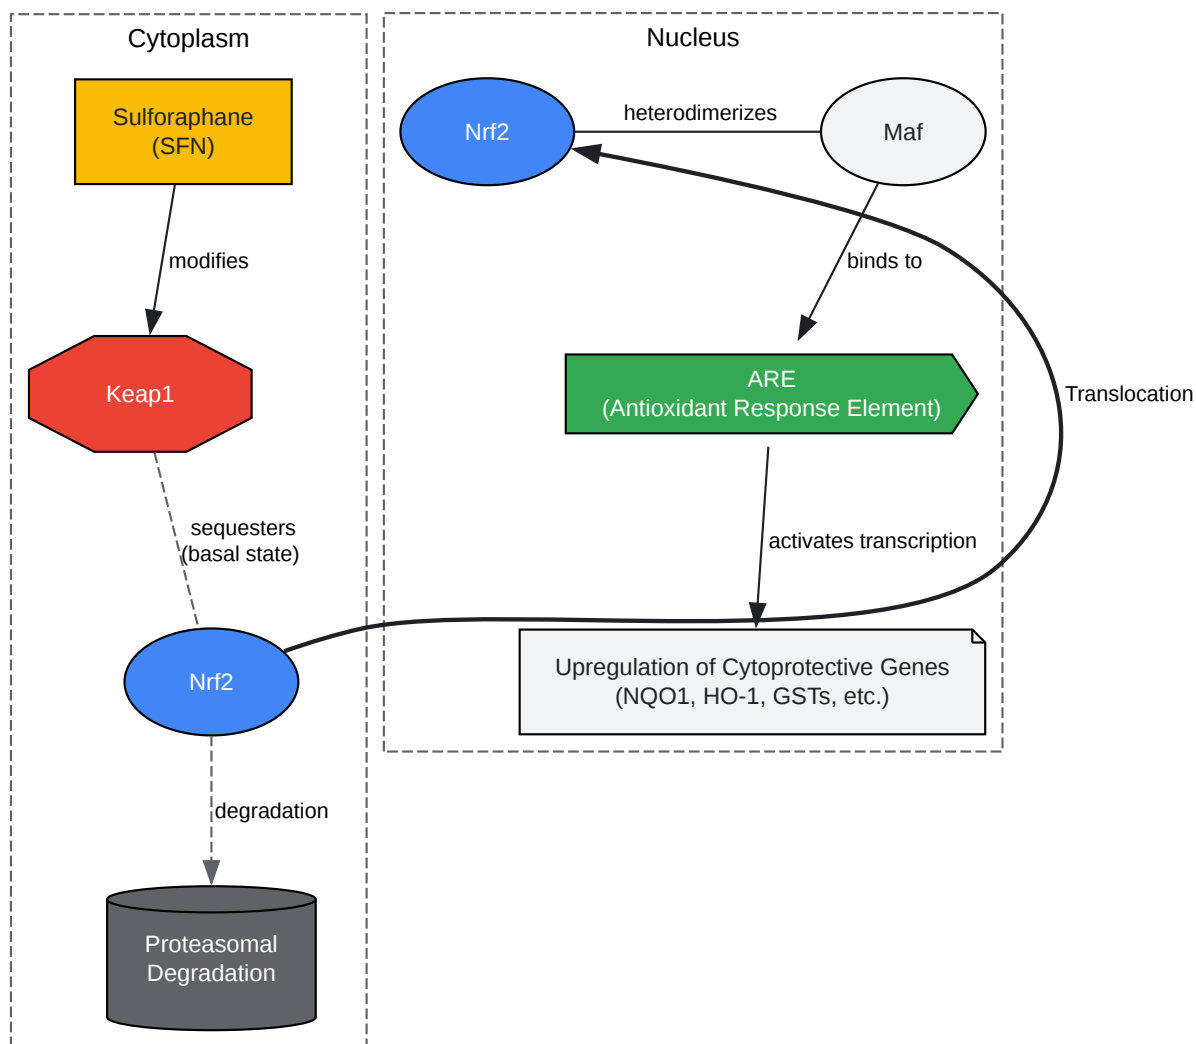 Cytoplasm
Sulforaphane
(SFN)
modifies
Keap1
sequesters
(basal state)
Nrf2
degradation
Proteasomal
Degradation
Nucleus
Nrf2
heterodimerizes
Maf
binds to
ARE
(Antioxidant Response Element)
Translocation
activates transcription
Upregulation of Cytoprotective Genes
(NQO1, HO-1, GSTs, etc.)